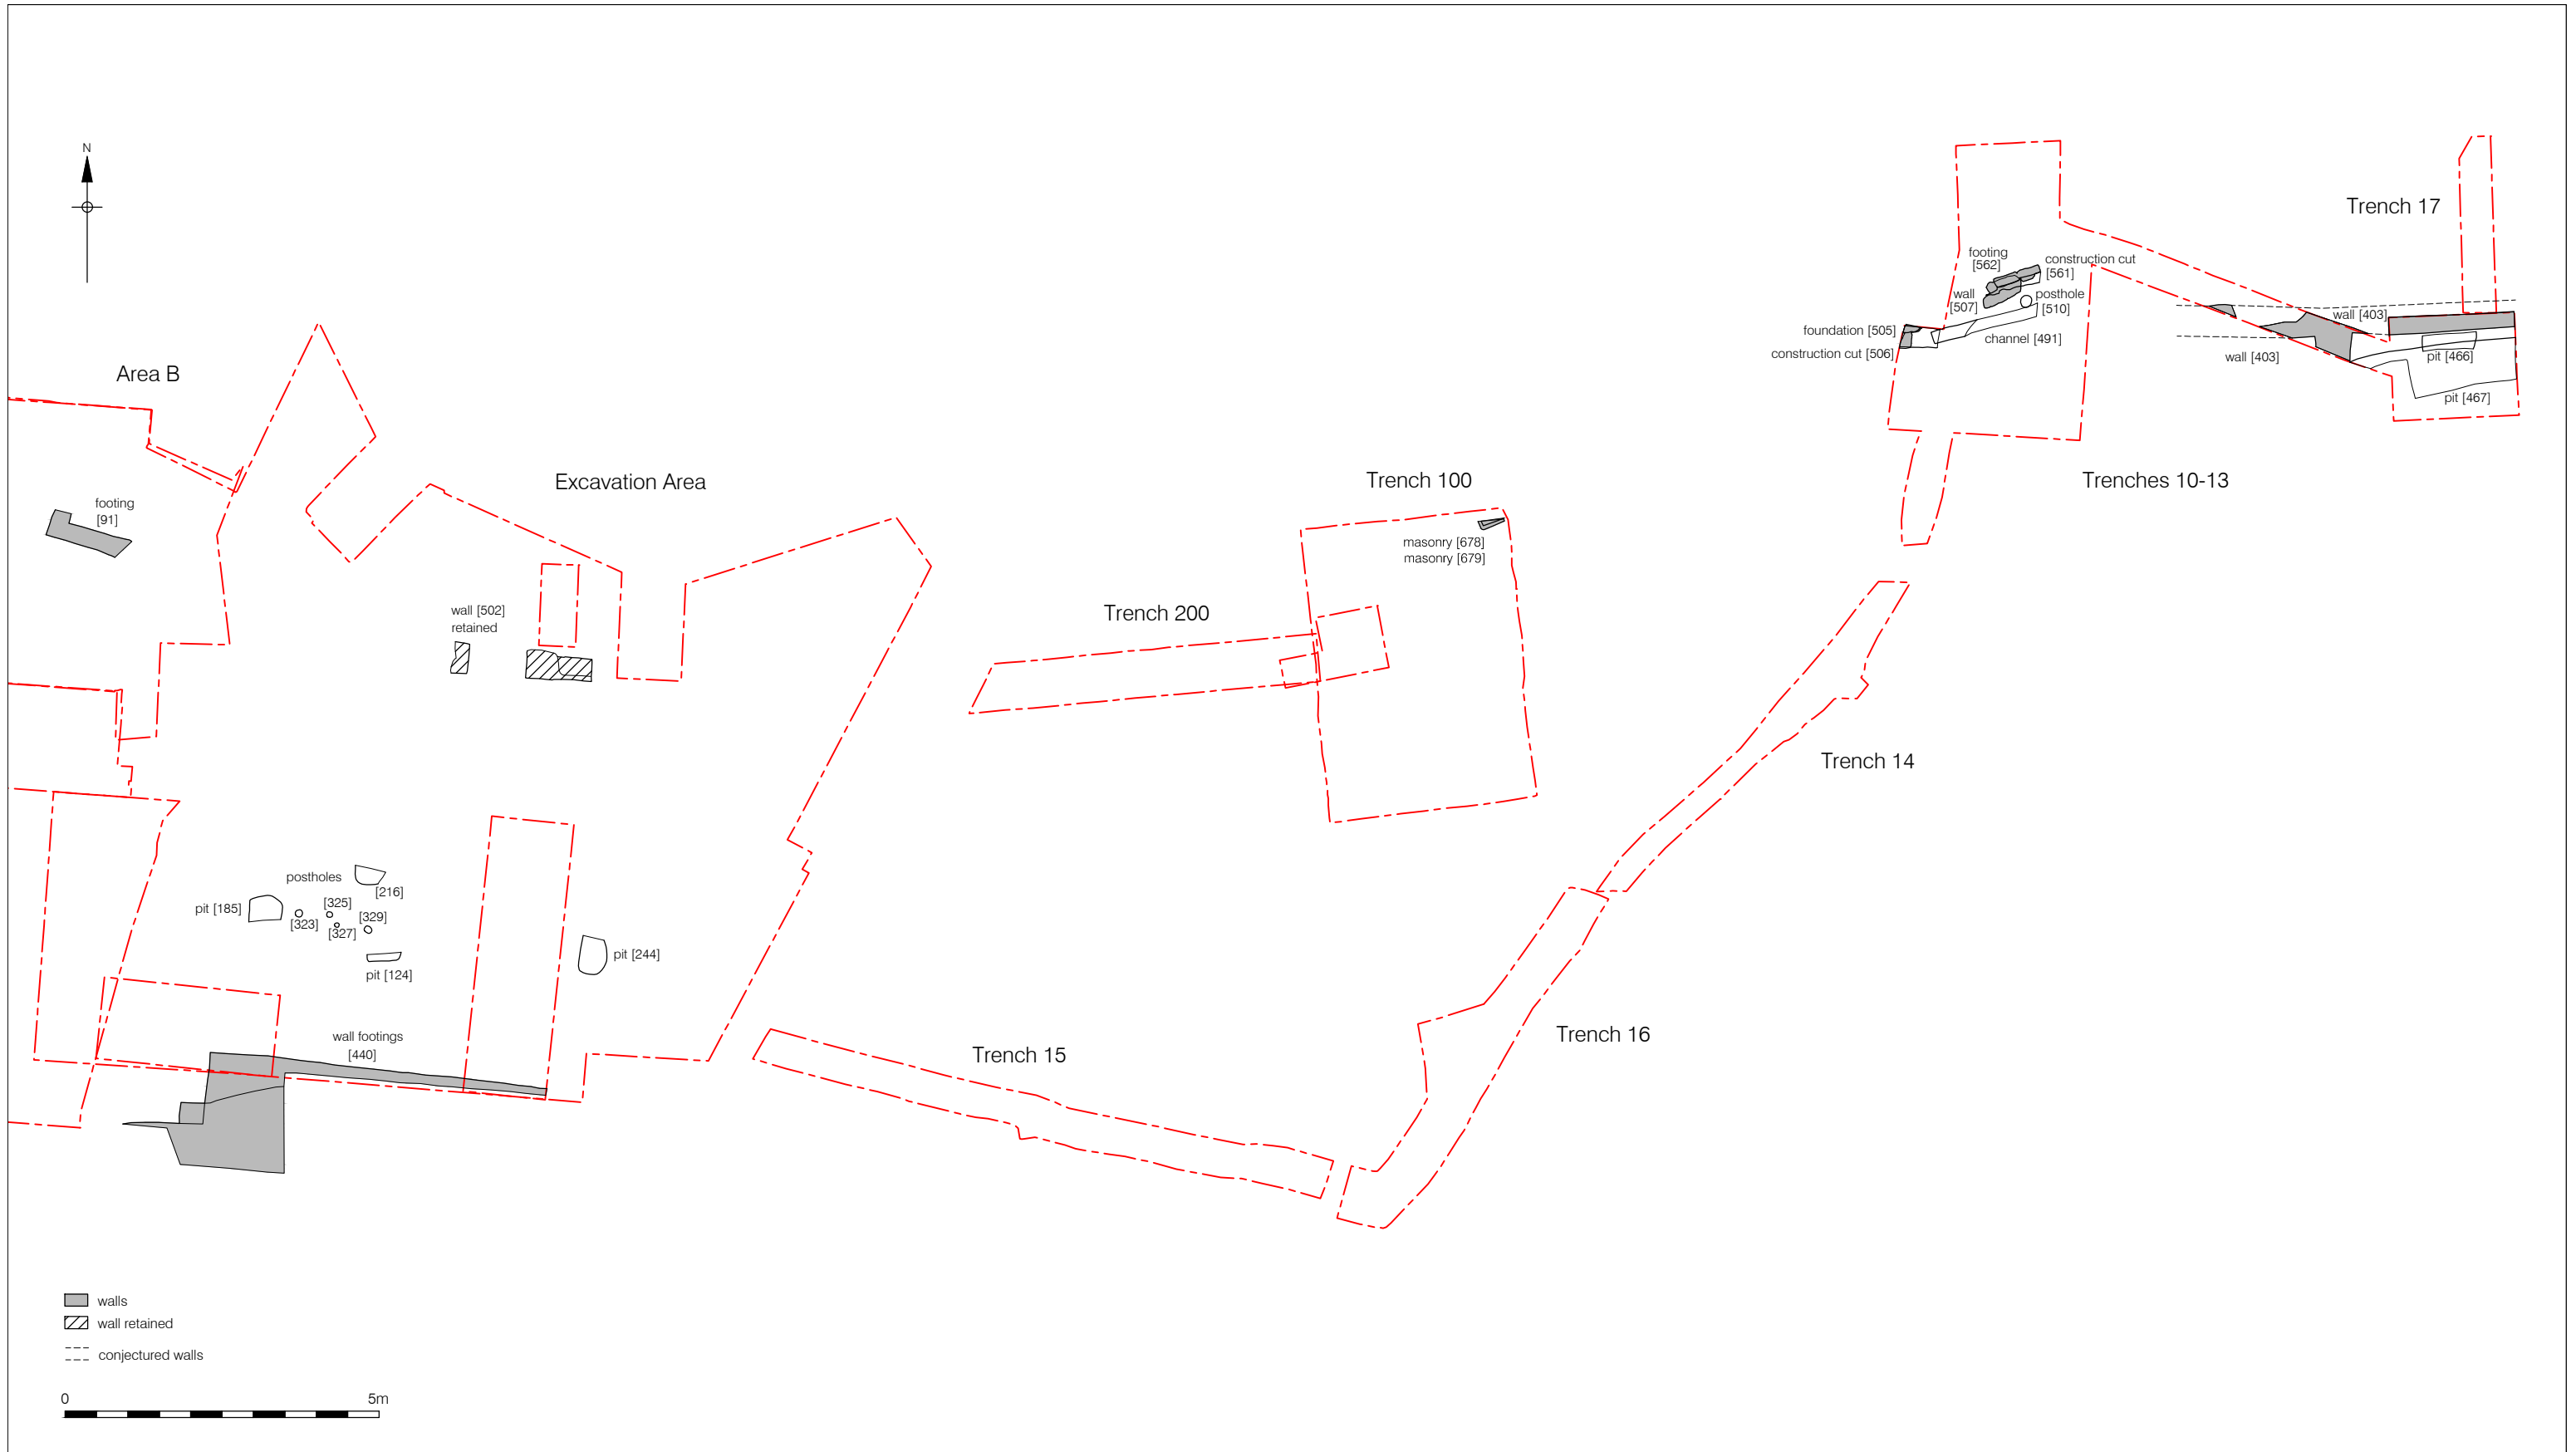 N
Trench 17
footing
[562]
construction cut
[561]
wall
[507]
posthole
[510]
foundation [505]
channel [491]
construction cut [506]
wall [403]
wall [403]
pit [466]
pit [467]
Area B
Excavation Area
Trench 100
Trenches 10-13
footing
[91]
masonry [678]
masonry [679]
wall [502]
retained
Trench 200
Trench 14
postholes
[216]
pit [185]
[323]
[325]
[327]
[329]
pit [124]
pit [244]
wall footings
[440]
Trench 15
Trench 16
walls
wall retained
conjectured walls
0 5m